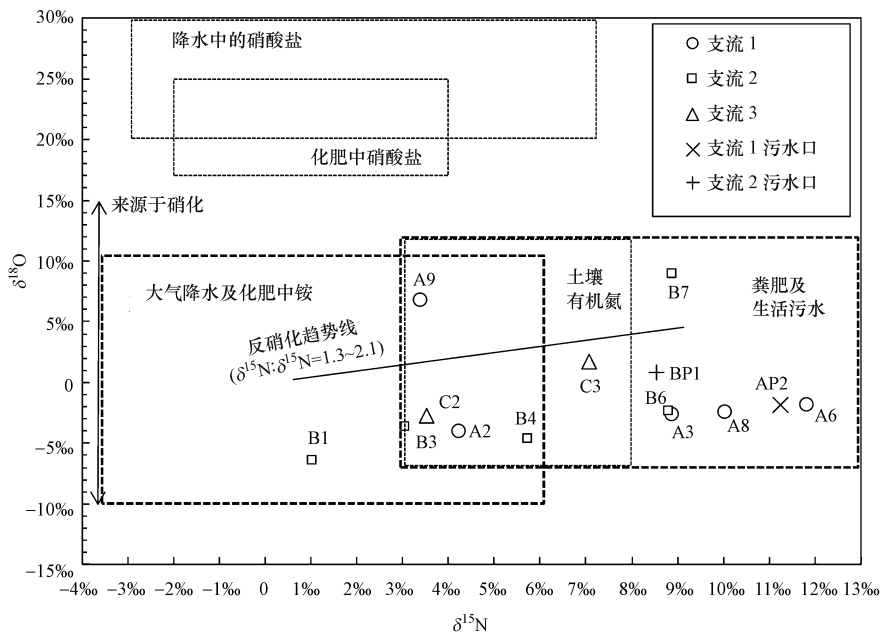 30‰
25‰
20‰
15‰
10‰
5‰
0
−5‰
−10‰
−15‰
δ¹⁸O
降水中的硝酸盐
化肥中硝酸盐
来源于硝化
大气降水及化肥中铵
反硝化趋势线
(δ¹⁵N:δ¹⁵N=1.3~2.1)
土壤
有机氮
粪肥及
生活污水
支流 1
支流 2
支流 3
支流 1 污水口
支流 2 污水口
A9
B7
C3
BP1
C2
B1
B3
A2
B4
B6
A3
A8
AP2
A6
−4‰ −3‰ −2‰ −1‰ 0 1‰ 2‰ 3‰ 4‰ 5‰ 6‰ 7‰ 8‰ 9‰ 10‰ 11‰ 12‰ 13‰
δ¹⁵N